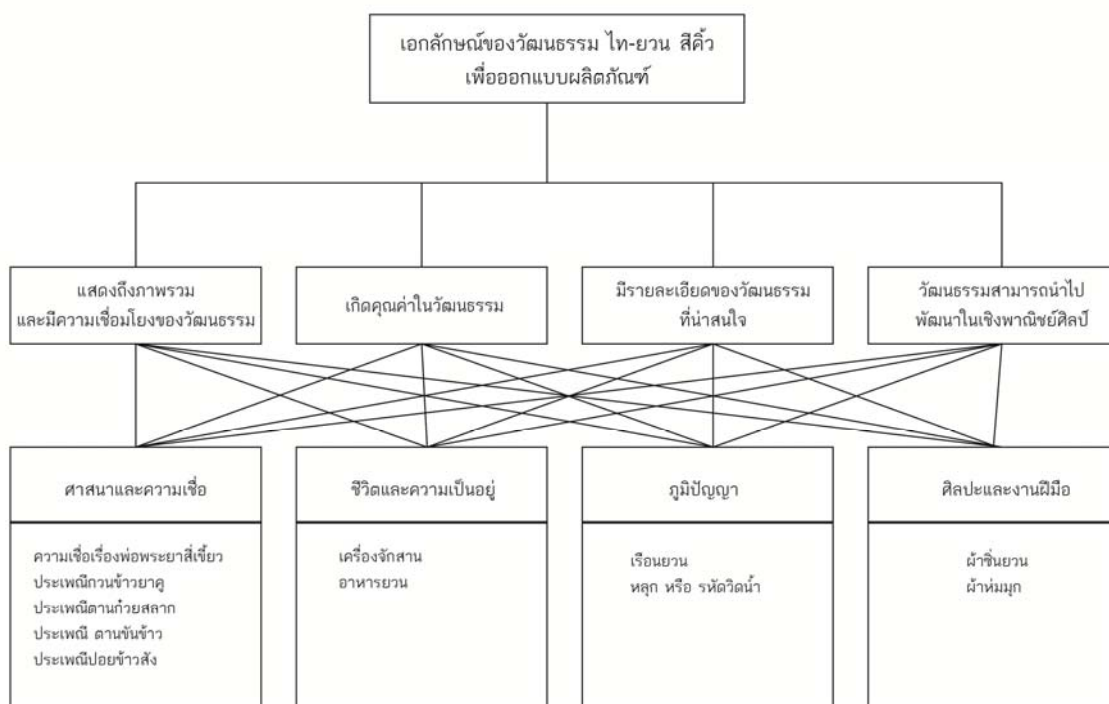 เอกลักษณ์ของวัฒนธรรม ไท-ยวน สีคิ้ว
เพื่อออกแบบผลิตภัณฑ์
แสดงถึงภาพรวม
และมีความเชื่อมโยงของวัฒนธรรม
เกิดคุณค่าในวัฒนธรรม
มีรายละเอียดของวัฒนธรรม
ที่น่าสนใจ
วัฒนธรรมสามารถนำไป
พัฒนาในเชิงพาณิชย์ศิลป์
ศาสนาและความเชื่อ
ความเชื่อเรื่องพ่อพระยาสี่เขี้ยว
ประเพณีกวนข้าวยาคู
ประเพณีตานก๋วยสลาก
ประเพณี ตานขันข้าว
ประเพณีปอยข้าวสัง
ชีวิตและความเป็นอยู่
เครื่องจักสาน
อาหารยวน
ภูมิปัญญา
เรือนยวน
หลุก หรือ รหัดวิดน้ำ
ศิลปะและงานฝีมือ
ผ้าซิ่นยวน
ผ้าห่มมุก